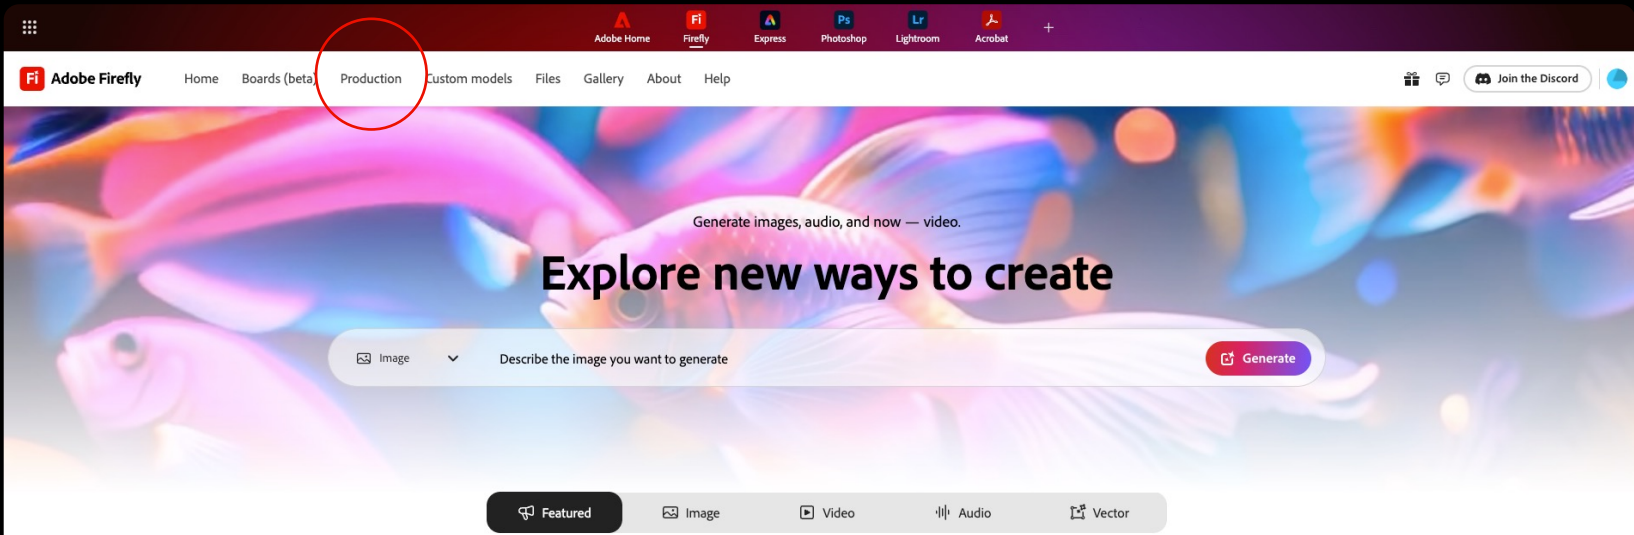 Adobe Home Firefly Express Photoshop Lightroom Acrobat
Fi Adobe Firefly Home Boards (beta) Production Custom models Files Gallery About Help Join the Discord
Generate images, audio, and now — video.
Explore new ways to create
Image Describe the image you want to generate Generate
Featured Image Video Audio Vector